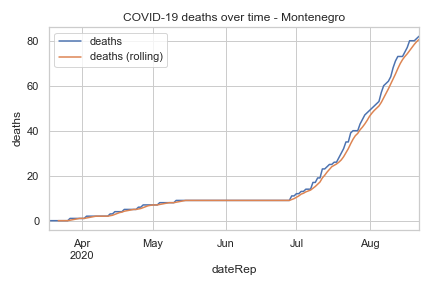 COVID-19 deaths over time - Montenegro
deaths
deaths (rolling)
80
60
40
20
0
deaths
Apr
2020
May
Jun
Jul
Aug
dateRep